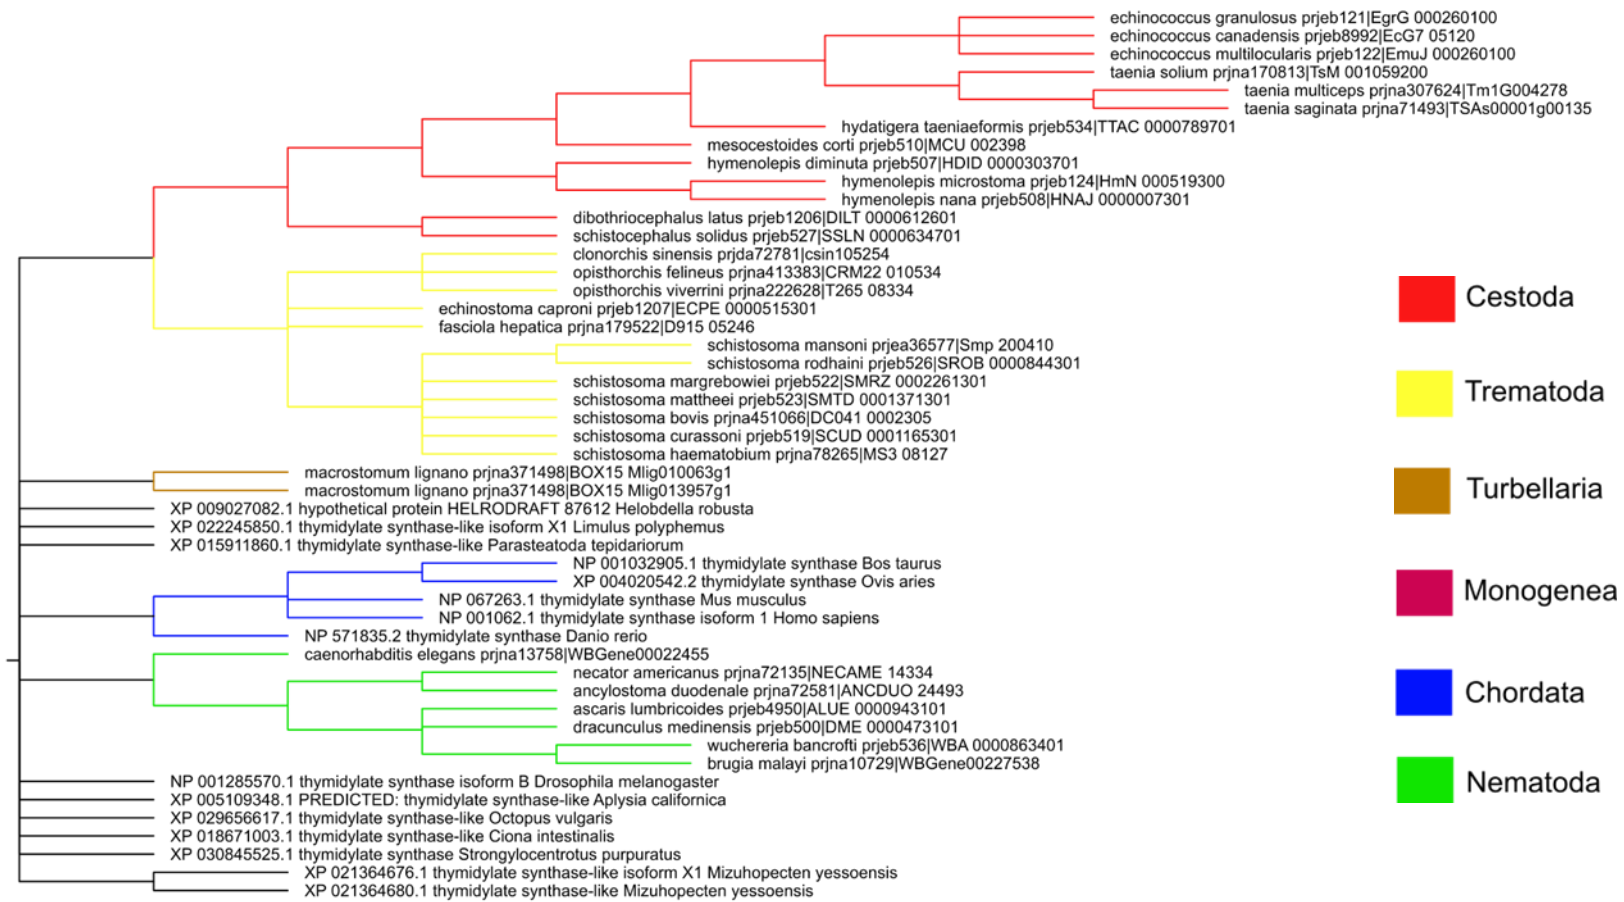 echinococcus granulosus prjeb121|EgrG 000260100
echinococcus canadensis prjeb8992|EcG7 05120
echinococcus multilocularis prjeb122|EmuJ 000260100
taenia solium prjna170813|TsM 001059200
taenia multiceps prjna307624|Tm1G004278
taenia saginata prjna71493|TSAs00001g00135
hydatigera taeniaeformis prjeb534|TTAC 0000789701
mesocestoides corti prjeb510|MCU 002398
hymenolepis diminuta prjeb507|HDID 0000303701
hymenolepis microstoma prjeb124|HmN 000519300
hymenolepis nana prjeb508|HNAJ 0000007301
dibothriocephalus latus prjeb1206|DILT 0000612601
schistocephalus solidus prjeb527|SSLN 0000634701
clonorchis sinensis prjda72781|csin105254
opisthorchis felineus prjna413383|CRM22 010534
opisthorchis viverrini prjna222628|T265 08334
echinostoma caproni prjeb1207|ECPE 0000515301
fasciola hepatica prjna179522|D915 05246
schistosoma mansoni prjea36577|Smp 200410
schistosoma rodhaini prjeb526|SROB 0000844301
schistosoma margrebowiei prjeb522|SMRZ 0002261301
schistosoma mattheei prjeb523|SMTD 0001371301
schistosoma bovis prjna451066|DC041 0002305
schistosoma curassoni prjeb519|SCUD 0001165301
schistosoma haematobium prjna78265|MS3 08127
macrostomum lignano prjna371498|BOX15 Mlig010063g1
macrostomum lignano prjna371498|BOX15 Mlig013957g1
XP 009027082.1 hypothetical protein HELRODRAFT 87612 Helobdella robusta
XP 022245850.1 thymidylate synthase-like isoform X1 Limulus polyphemus
XP 015911860.1 thymidylate synthase-like Parasteatoda tepidariorum
NP 001032905.1 thymidylate synthase Bos taurus
XP 004020542.2 thymidylate synthase Ovis aries
NP 067263.1 thymidylate synthase Mus musculus
NP 001062.1 thymidylate synthase isoform 1 Homo sapiens
NP 571835.2 thymidylate synthase Danio rerio
caenorhabditis elegans prjna13758|WBGene00022455
necator americanus prjna72135|NECAME 14334
ancylostoma duodenale prjna72581|ANCDUO 24493
ascaris lumbricoides prjeb4950|ALUE 0000943101
dracunculus medinensis prjeb500|DME 0000473101
wuchereria bancrofti prjeb536|WBA 0000863401
brugia malayi prjna10729|WBGene00227538
NP 001285570.1 thymidylate synthase isoform B Drosophila melanogaster
XP 005109348.1 PREDICTED: thymidylate synthase-like Aplysia californica
XP 029656617.1 thymidylate synthase-like Octopus vulgaris
XP 018671003.1 thymidylate synthase-like Ciona intestinalis
XP 030845525.1 thymidylate synthase Strongylocentrotus purpuratus
XP 021364676.1 thymidylate synthase-like isoform X1 Mizuhopecten yessoensis
XP 021364680.1 thymidylate synthase-like Mizuhopecten yessoensis
Cestoda
Trematoda
Turbellaria
Monogenea
Chordata
Nematoda